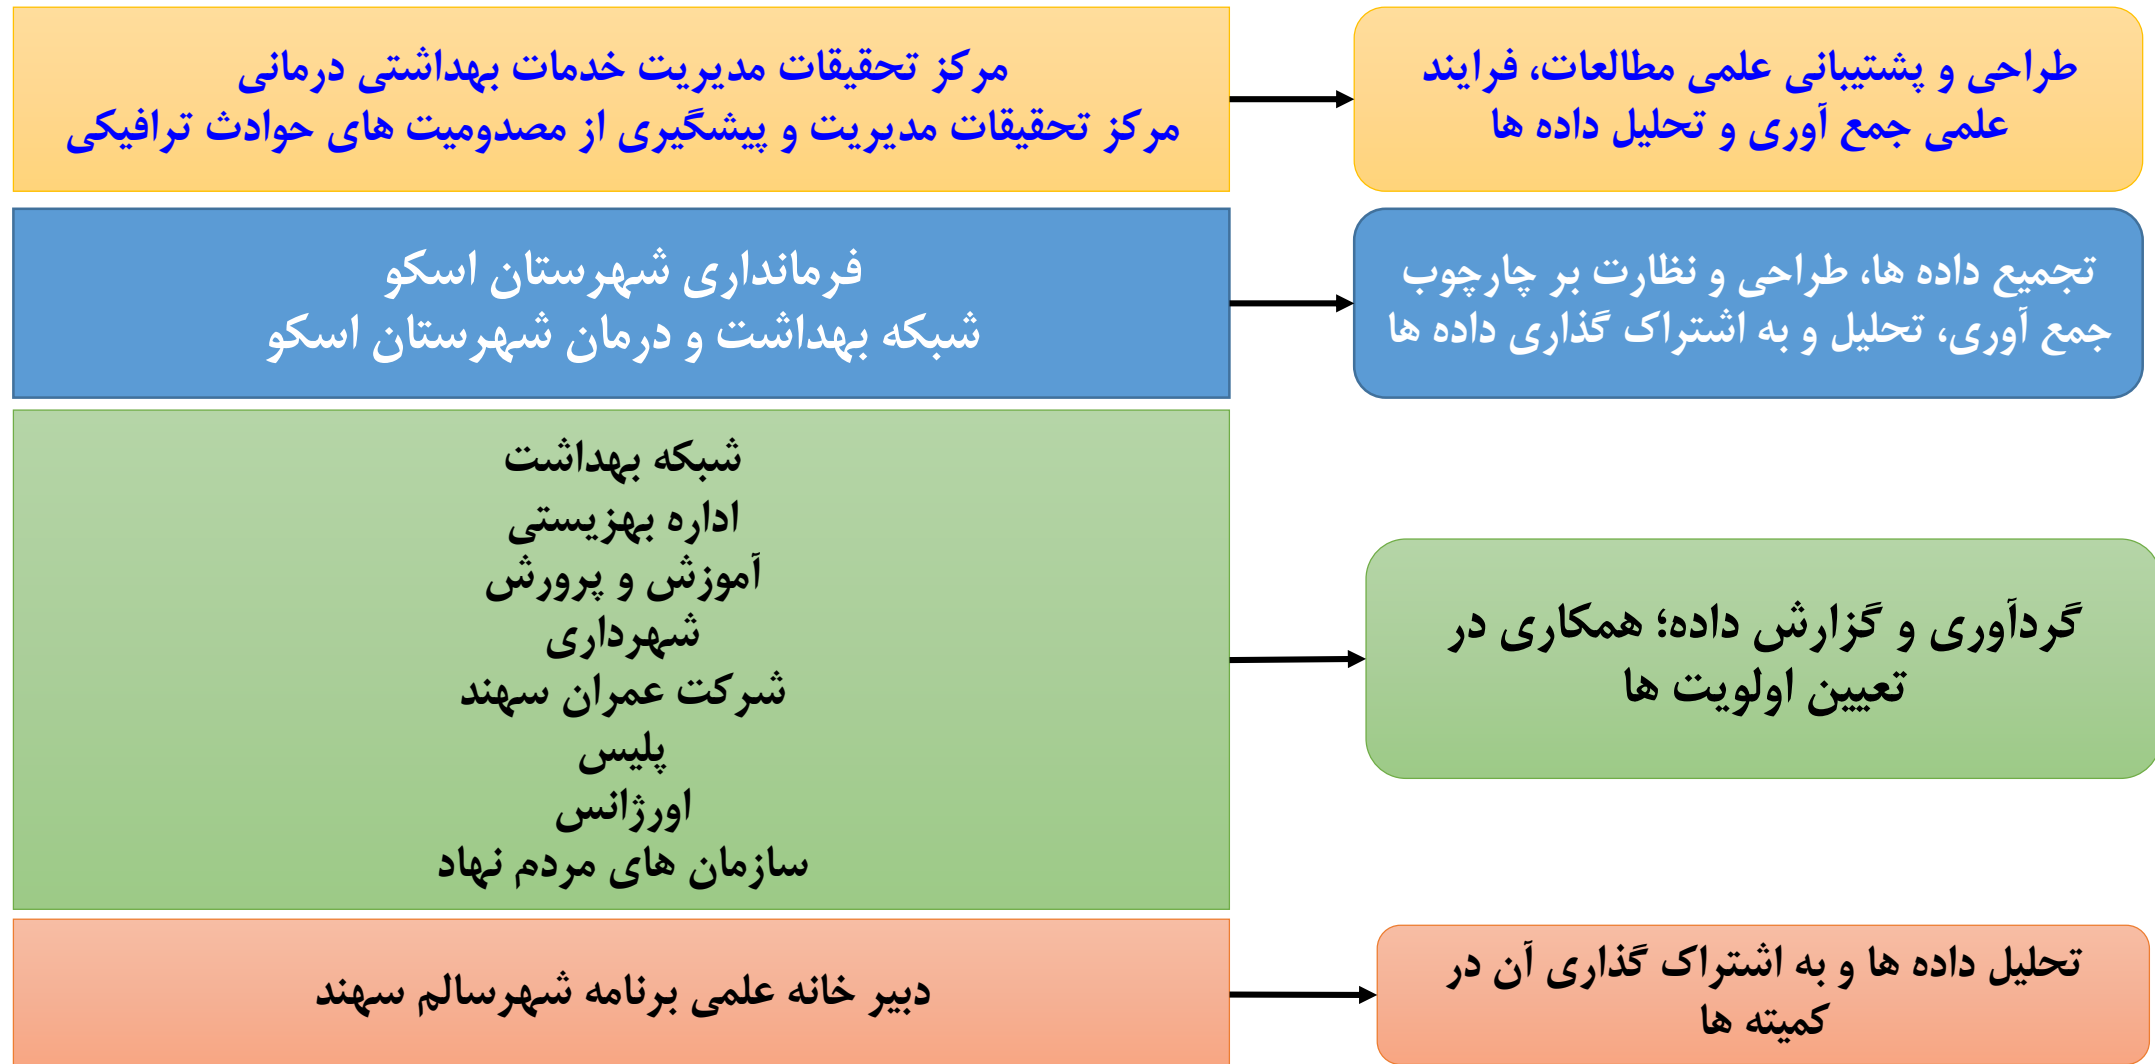 مرکز تحقیقات مدیریت خدمات بهداشتی درمانی
مرکز تحقیقات مدیریت و پیشگیری از مصدومیت های حوادث ترافیکی
طراحی و پشتیبانی علمی مطالعات، فرایند
علمی جمع آوری و تحلیل داده ها
فرمانداری شهرستان اسکو
شبکه بهداشت و درمان شهرستان اسکو
تجمیع داده ها، طراحی و نظارت بر چارچوب
جمع آوری، تحلیل و به اشتراک گذاری داده ها
شبکه بهداشت
اداره بهزیستی
آموزش و پرورش
شهرداری
شرکت عمران سهند
پلیس
اورژانس
سازمان های مردم نهاد
گردآوری و گزارش داده؛ همکاری در
تعیین اولویت ها
دبیر خانه علمی برنامه شهرسالم سهند
تحلیل داده ها و به اشتراک گذاری آن در
کمیته ها